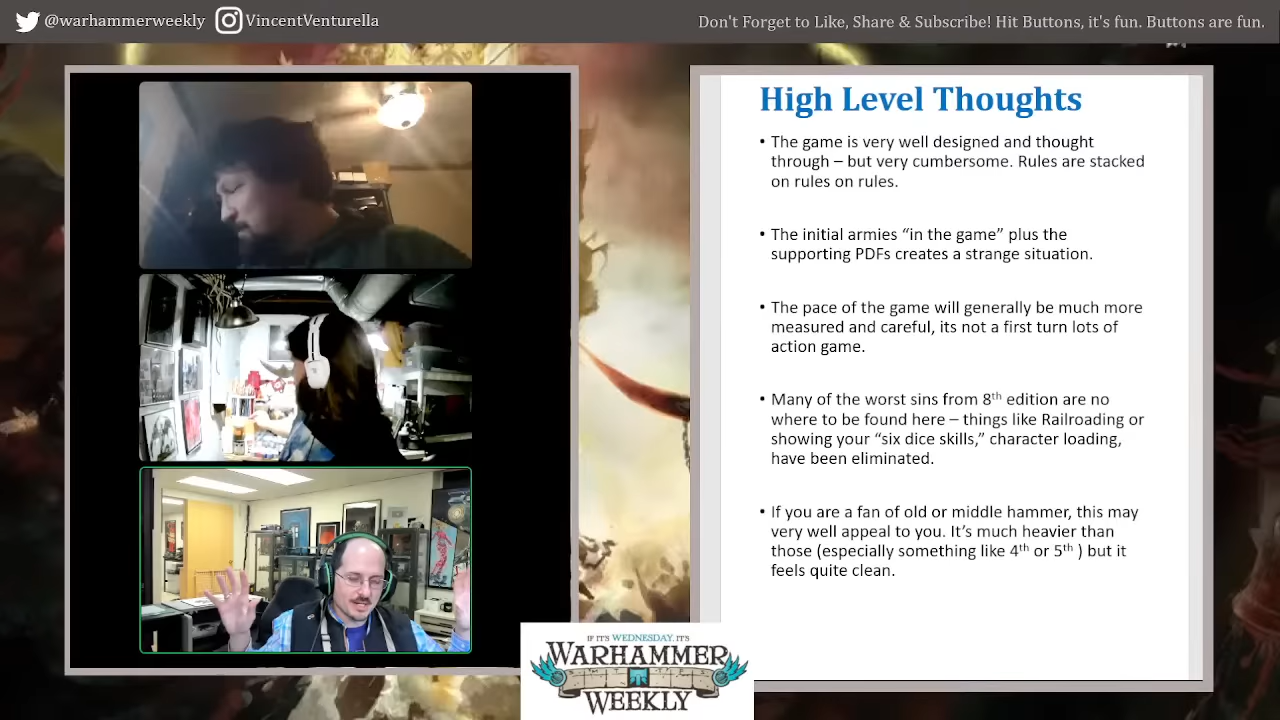 @warhammerweekly VincentVenturella
Don't Forget to Like, Share & Subscribe! Hit Buttons, it's fun. Buttons are fun.
High Level Thoughts
• The game is very well designed and thought
through – but very cumbersome. Rules are stacked
on rules on rules.
• The initial armies “in the game” plus the
supporting PDFs creates a strange situation.
• The pace of the game will generally be much more
measured and careful, its not a first turn lots of
action game.
• Many of the worst sins from 8th edition are no
where to be found here – things like Railroading or
showing your “six dice skills,” character loading,
have been eliminated.
• If you are a fan of old or middle hammer, this may
very well appeal to you. It’s much heavier than
those (especially something like 4th or 5th ) but it
feels quite clean.
IF IT'S WEDNESDAY, IT'S
WARHAMMER
WEEKLY